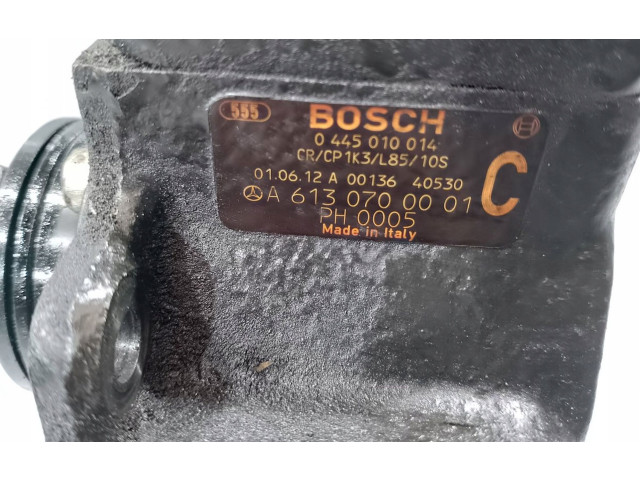 555 BOSCH
0 445 010 014
CR/CP1K3/L85/10S
01.06.12 A 00136 40530
A 613 070 00 01 C
PH 0005
Made in Italy